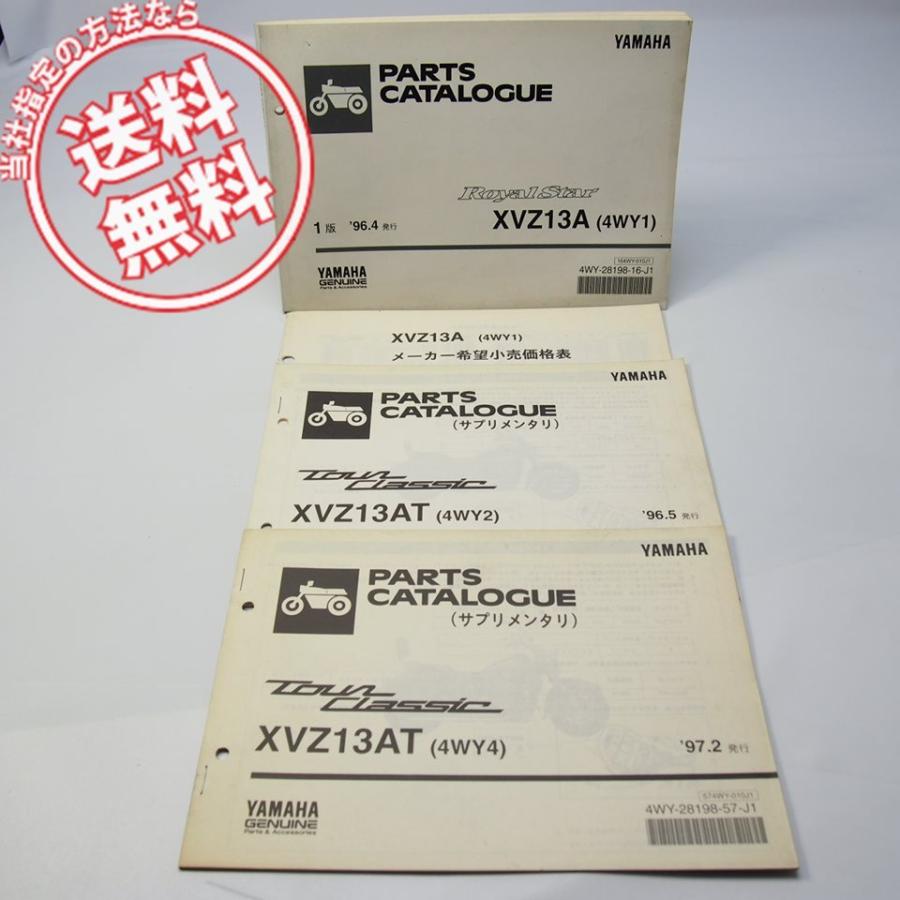 当社指定の方法なら
送料
無料
YAMAHA
PARTS
CATALOGUE
Royal Star
XVZ13A (4WY1)
1版 '96.4 発行
164WY-010J1
4WY-28198-16-J1
YAMAHA
GENUINE
Parts & Accessories
XVZ13A (4WY1)
メーカー希望小売価格表
YAMAHA
PARTS
CATALOGUE
(サプリメンタリ)
Tour
Classic
XVZ13AT (4WY2)
'96.5 発行
YAMAHA
PARTS
CATALOGUE
(サプリメンタリ)
Tour
Classic
XVZ13AT (4WY4)
'97.2 発行
574WY-010J1
4WY-28198-57-J1
YAMAHA
GENUINE
Parts & Accessories